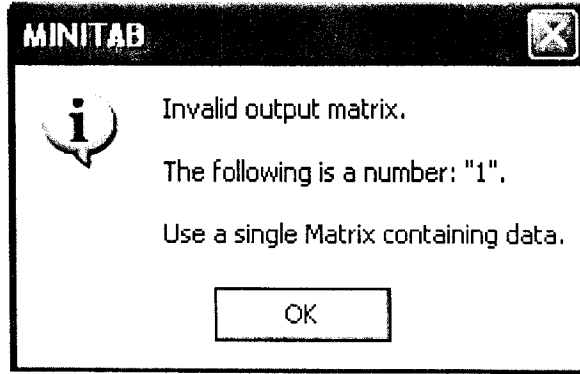 MINITAB
Invalid output matrix.
The following is a number: "1".
Use a single Matrix containing data.
OK